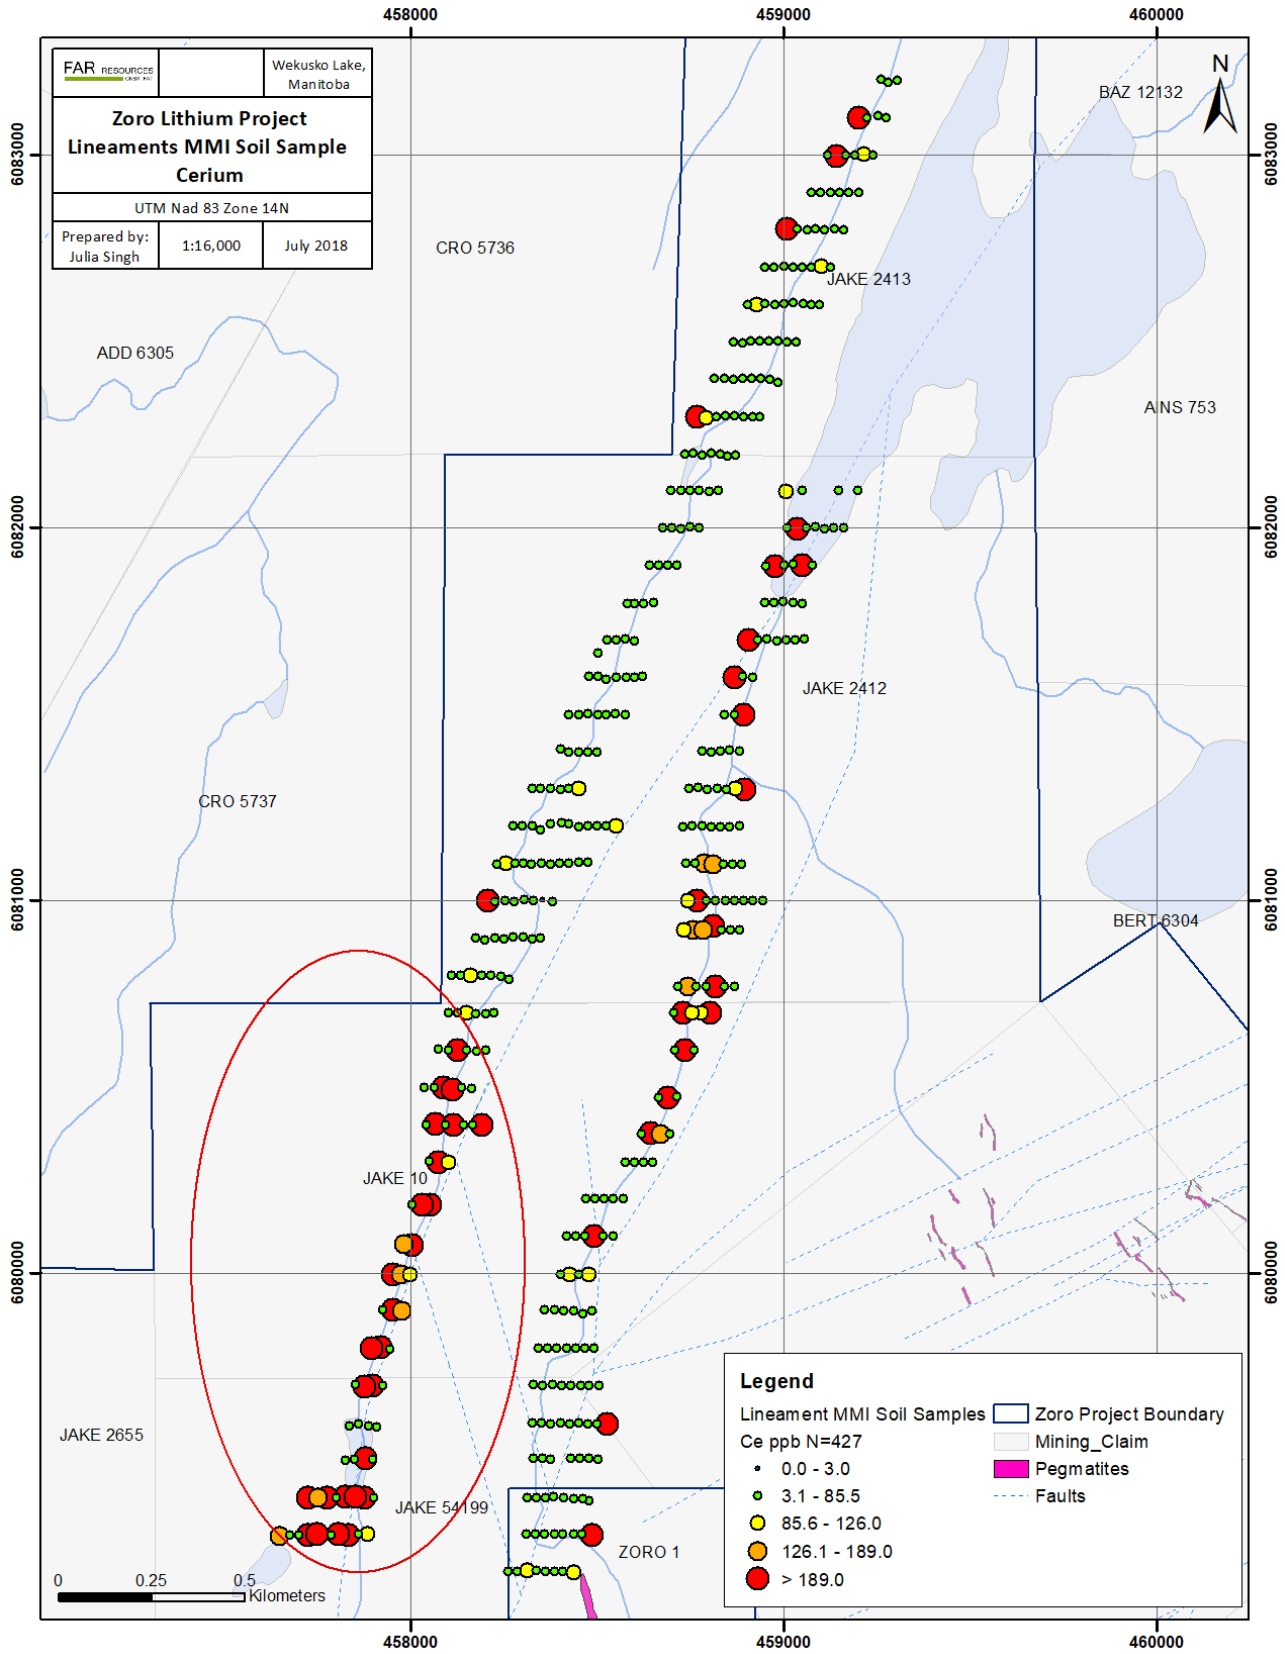 458000
459000
460000
FAR RESOURCES
Wekusko Lake,
Manitoba
Zoro Lithium Project
Lineaments MMI Soil Sample
Cerium
UTM Nad 83 Zone 14N
Prepared by:
Julia Singh
1:16,000
July 2018
N
BAZ 12132
6083000
6083000
CRO 5736
JAKE 2413
ADD 6305
AINS 753
6082000
6082000
JAKE 2412
CRO 5737
6081000
6081000
BERT 6304
JAKE 10
6080000
6080000
JAKE 2655
JAKE 54199
ZORO 1
Legend
Lineament MMI Soil Samples
Ce ppb N=427
0.0 - 3.0
3.1 - 85.5
85.6 - 126.0
126.1 - 189.0
> 189.0
Zoro Project Boundary
Mining_Claim
Pegmatites
Faults
0 0.25 0.5
Kilometers
458000
459000
460000